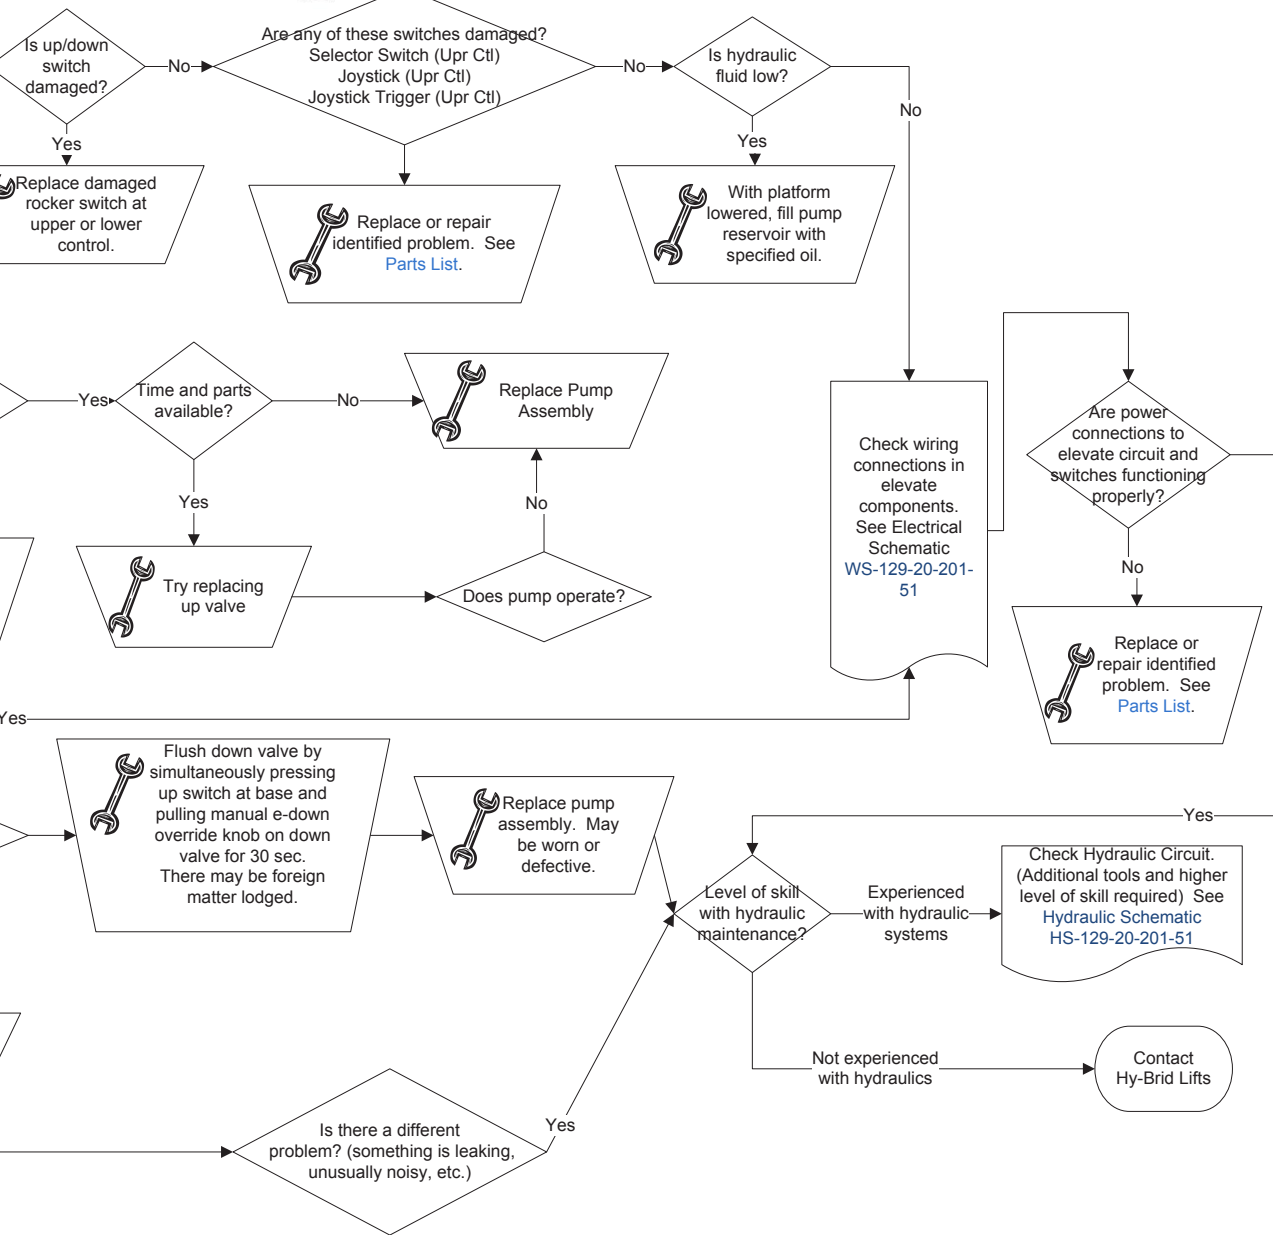 Is up/down
switch
damaged?
No
Are any of these switches damaged?
Selector Switch (Upr Ctl)
Joystick (Upr Ctl)
Joystick Trigger (Upr Ctl)
No
Is hydraulic
fluid low?
No
Yes
Yes
Replace damaged
rocker switch at
upper or lower
control.
Replace or repair
identified problem. See
Parts List.
With platform
lowered, fill pump
reservoir with
specified oil.
Yes
Time and parts
available?
No
Replace Pump
Assembly
Yes
No
Try replacing
up valve
Does pump operate?
Check wiring
connections in
elevate
components.
See Electrical
Schematic
WS-129-20-201-
51
Are power
connections to
elevate circuit and
switches functioning
properly?
No
Replace or
repair identified
problem. See
Parts List.
Yes
Flush down valve by
simultaneously pressing
up switch at base and
pulling manual e-down
override knob on down
valve for 30 sec.
There may be foreign
matter lodged.
Replace pump
assembly. May
be worn or
defective.
Yes
Level of skill
with hydraulic
maintenance?
Experienced
with hydraulic
systems
Check Hydraulic Circuit.
(Additional tools and higher
level of skill required) See
Hydraulic Schematic
HS-129-20-201-51
Not experienced
with hydraulics
Contact
Hy-Brid Lifts
Is there a different
problem? (something is leaking,
unusually noisy, etc.)
Yes